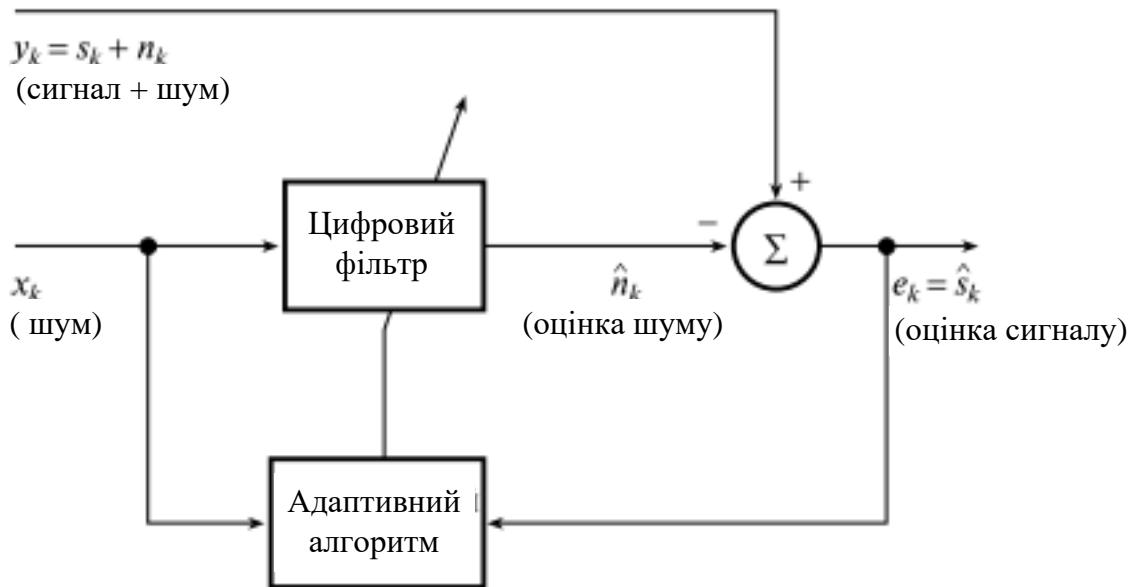 yₖ = sₖ + nₖ
(сигнал + шум)
+
Цифровий
фільтр
−
Σ
xₖ
( шум)
n̂ₖ
(оцінка шуму)
eₖ = ŝₖ
(оцінка сигналу)
Адаптивний
алгоритм